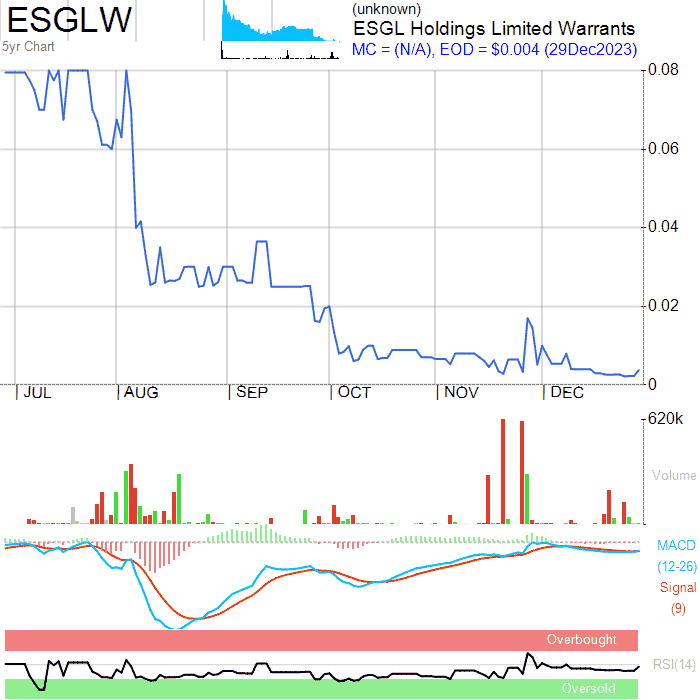 ESGLW
5yr Chart
(unknown)
ESGL Holdings Limited Warrants
MC = (N/A), EOD = $0.004 (29Dec2023)
0.08
0.06
0.04
0.02
0
JUL AUG SEP OCT NOV DEC
620k
Volume
MACD
(12-26)
Signal
(9)
Overbought
RSI(14)
Oversold